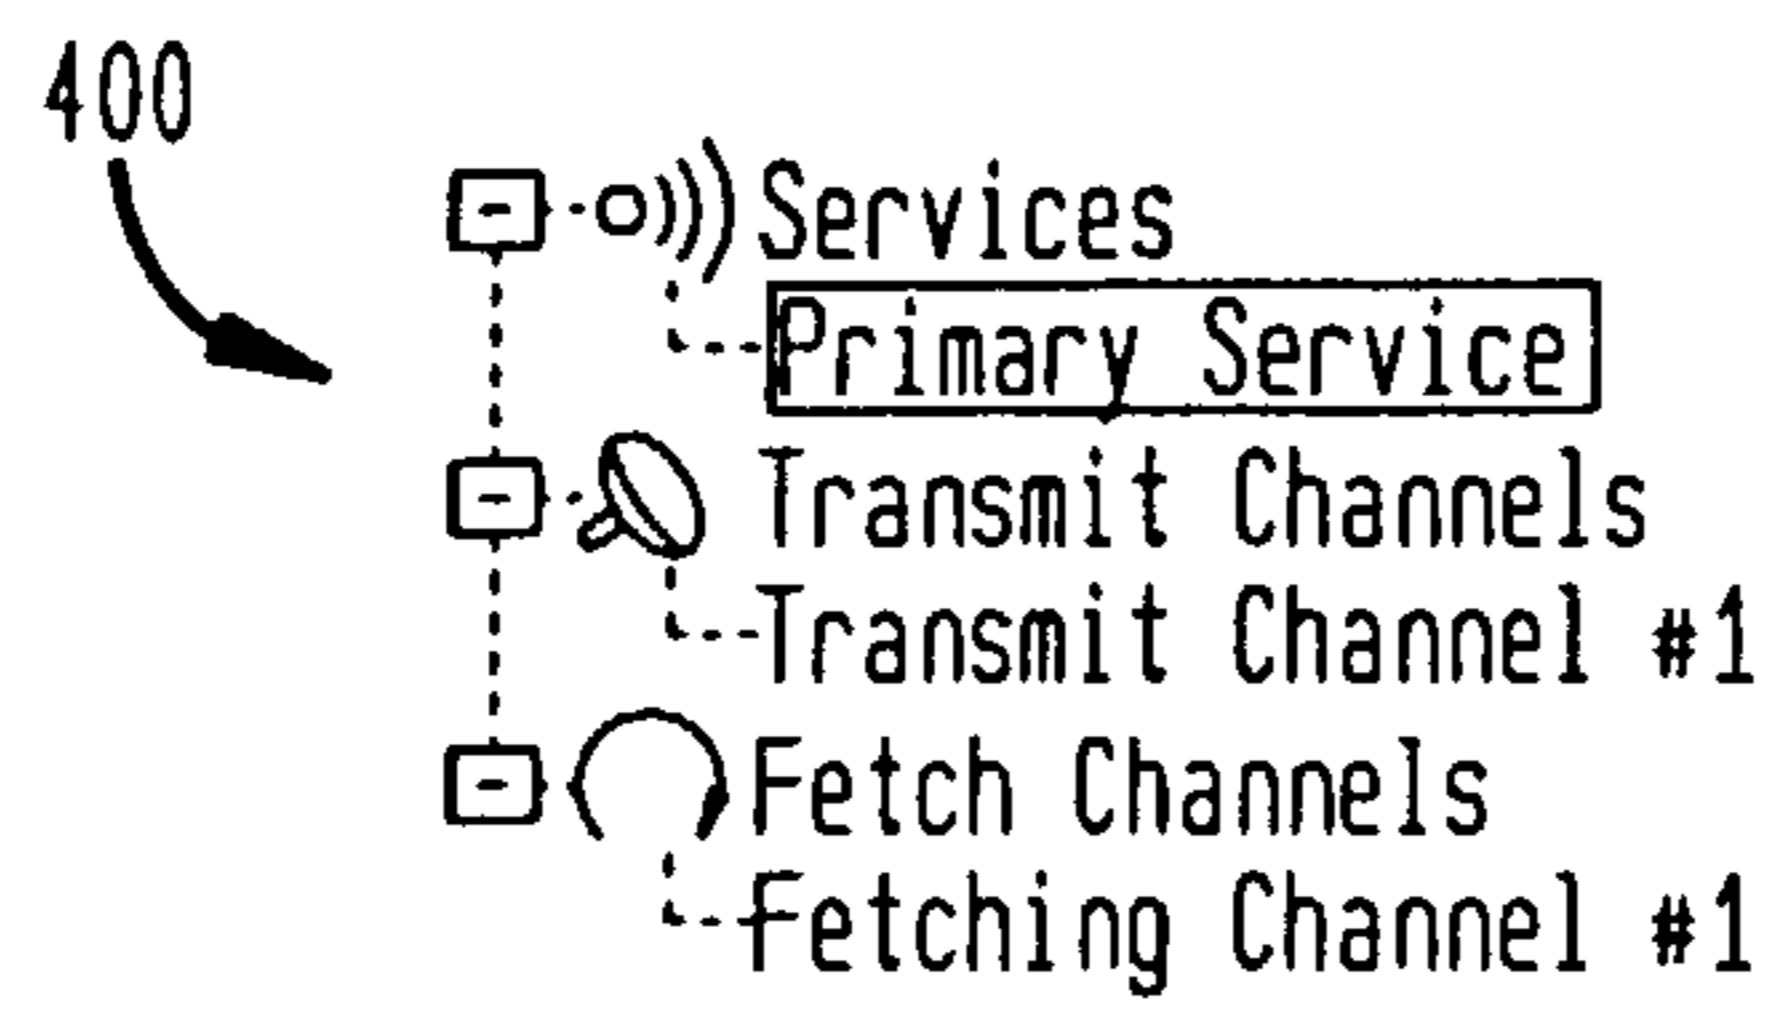 400
Services
Primary Service
Transmit Channels
Transmit Channel #1
Fetch Channels
Fetching Channel #1